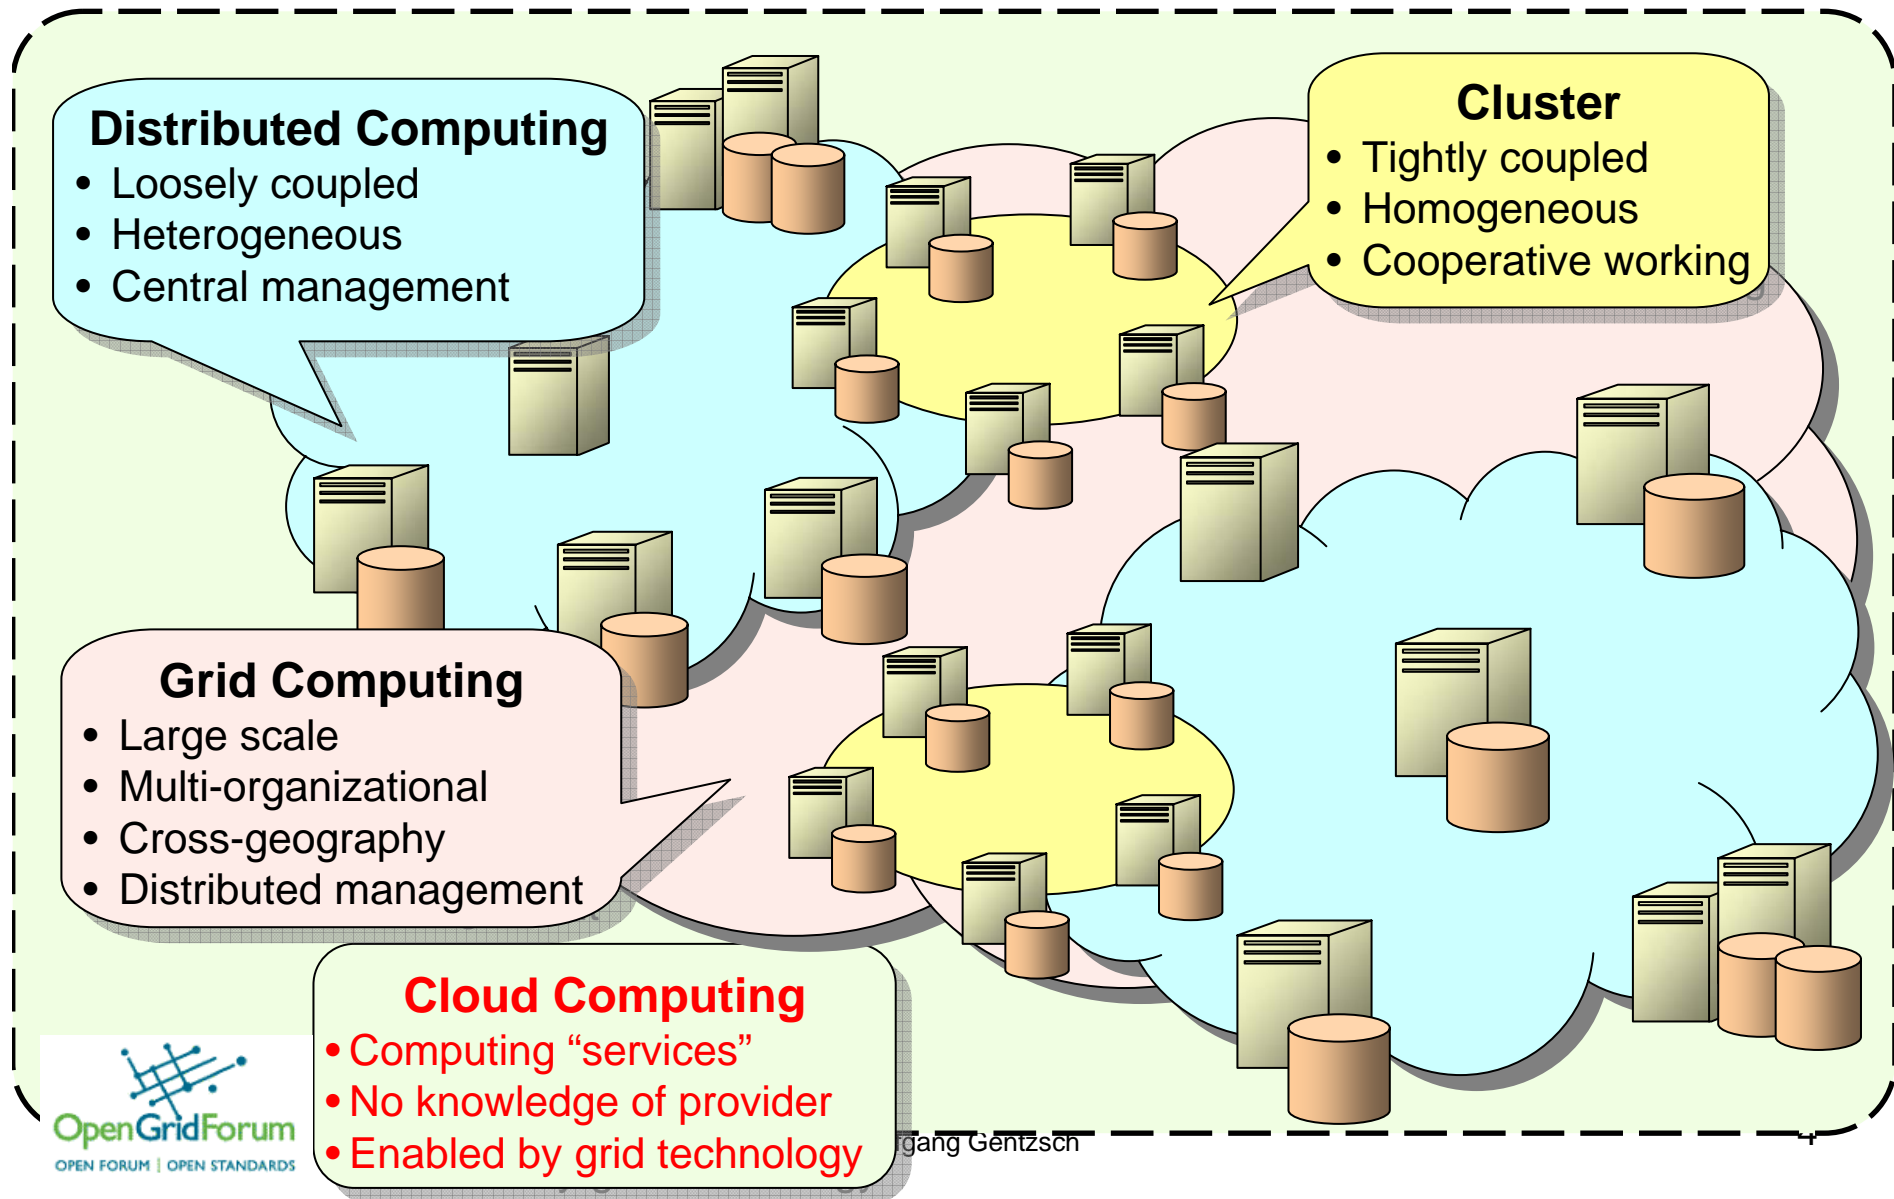 Distributed Computing
• Loosely coupled
• Heterogeneous
• Central management
Cluster
• Tightly coupled
• Homogeneous
• Cooperative working
Grid Computing
• Large scale
• Multi-organizational
• Cross-geography
• Distributed management
Cloud Computing
• Computing “services”
• No knowledge of provider
• Enabled by grid technology
OpenGridForum
OPEN FORUM | OPEN STANDARDS
Gentzsch
4